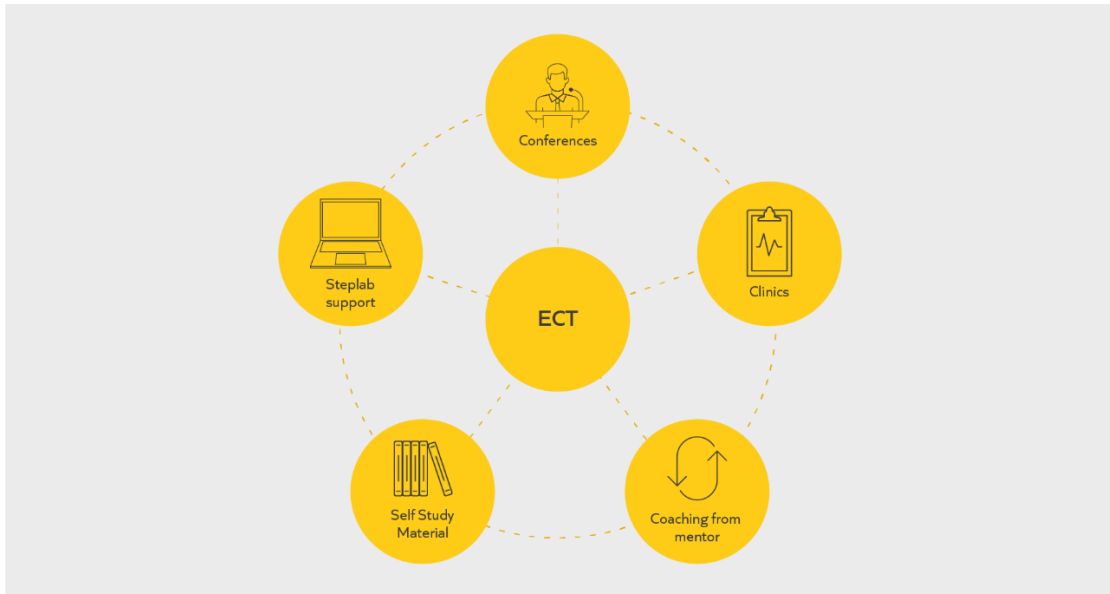 Conferences
Steplab
support
Clinics
ECT
Self Study
Material
Coaching from
mentor